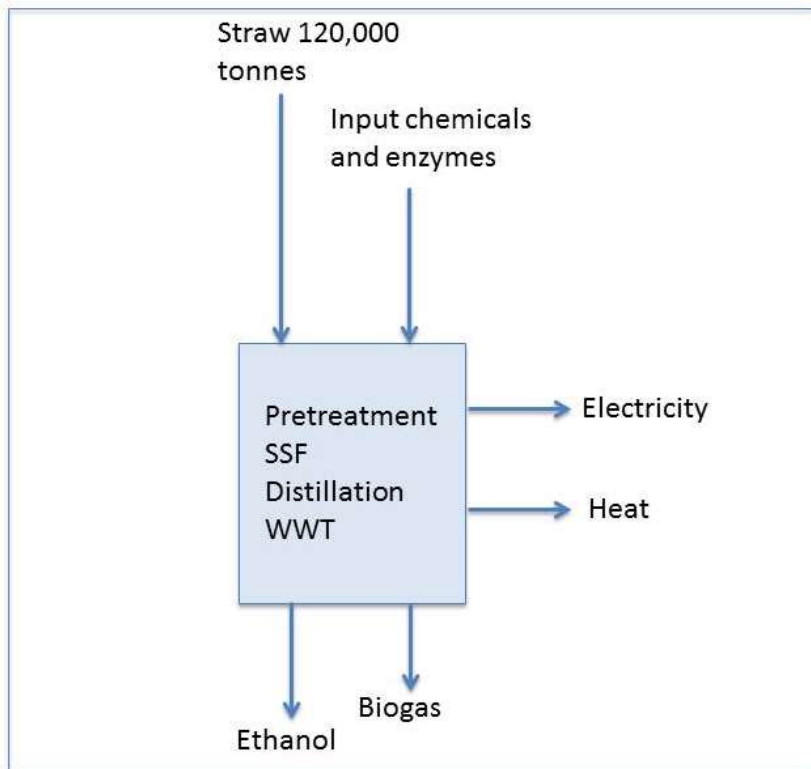 Straw 120,000
tonnes
Input chemicals
and enzymes
Pretreatment
SSF
Distillation
WWT
Electricity
Heat
Biogas
Ethanol